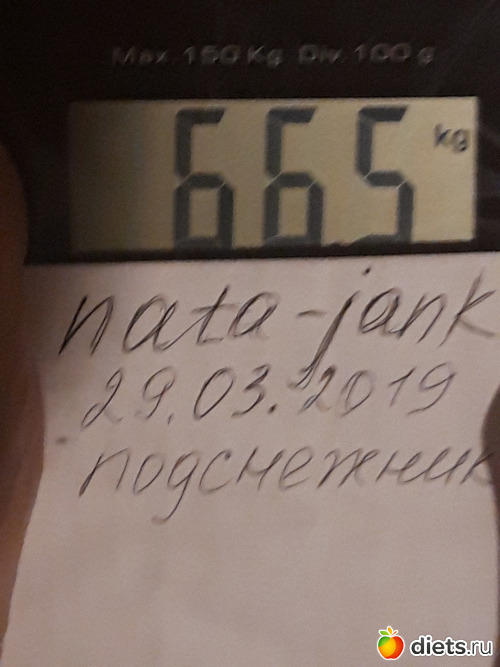 Max. 150 Kg Div. 100 g
66.5 kg
nata-jank
29.03.2019
подснежник
diets.ru